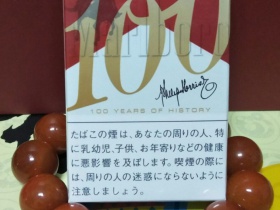 100
Marlboro
Philip Morris
100 YEARS OF HISTORY
たばこの煙は、あなたの周りの人、特
に乳幼児、子供、お年寄りなどの健康
に悪影響を及ぼします。喫煙の際に
は、周りの人の迷惑にならないように
注意しましょう。